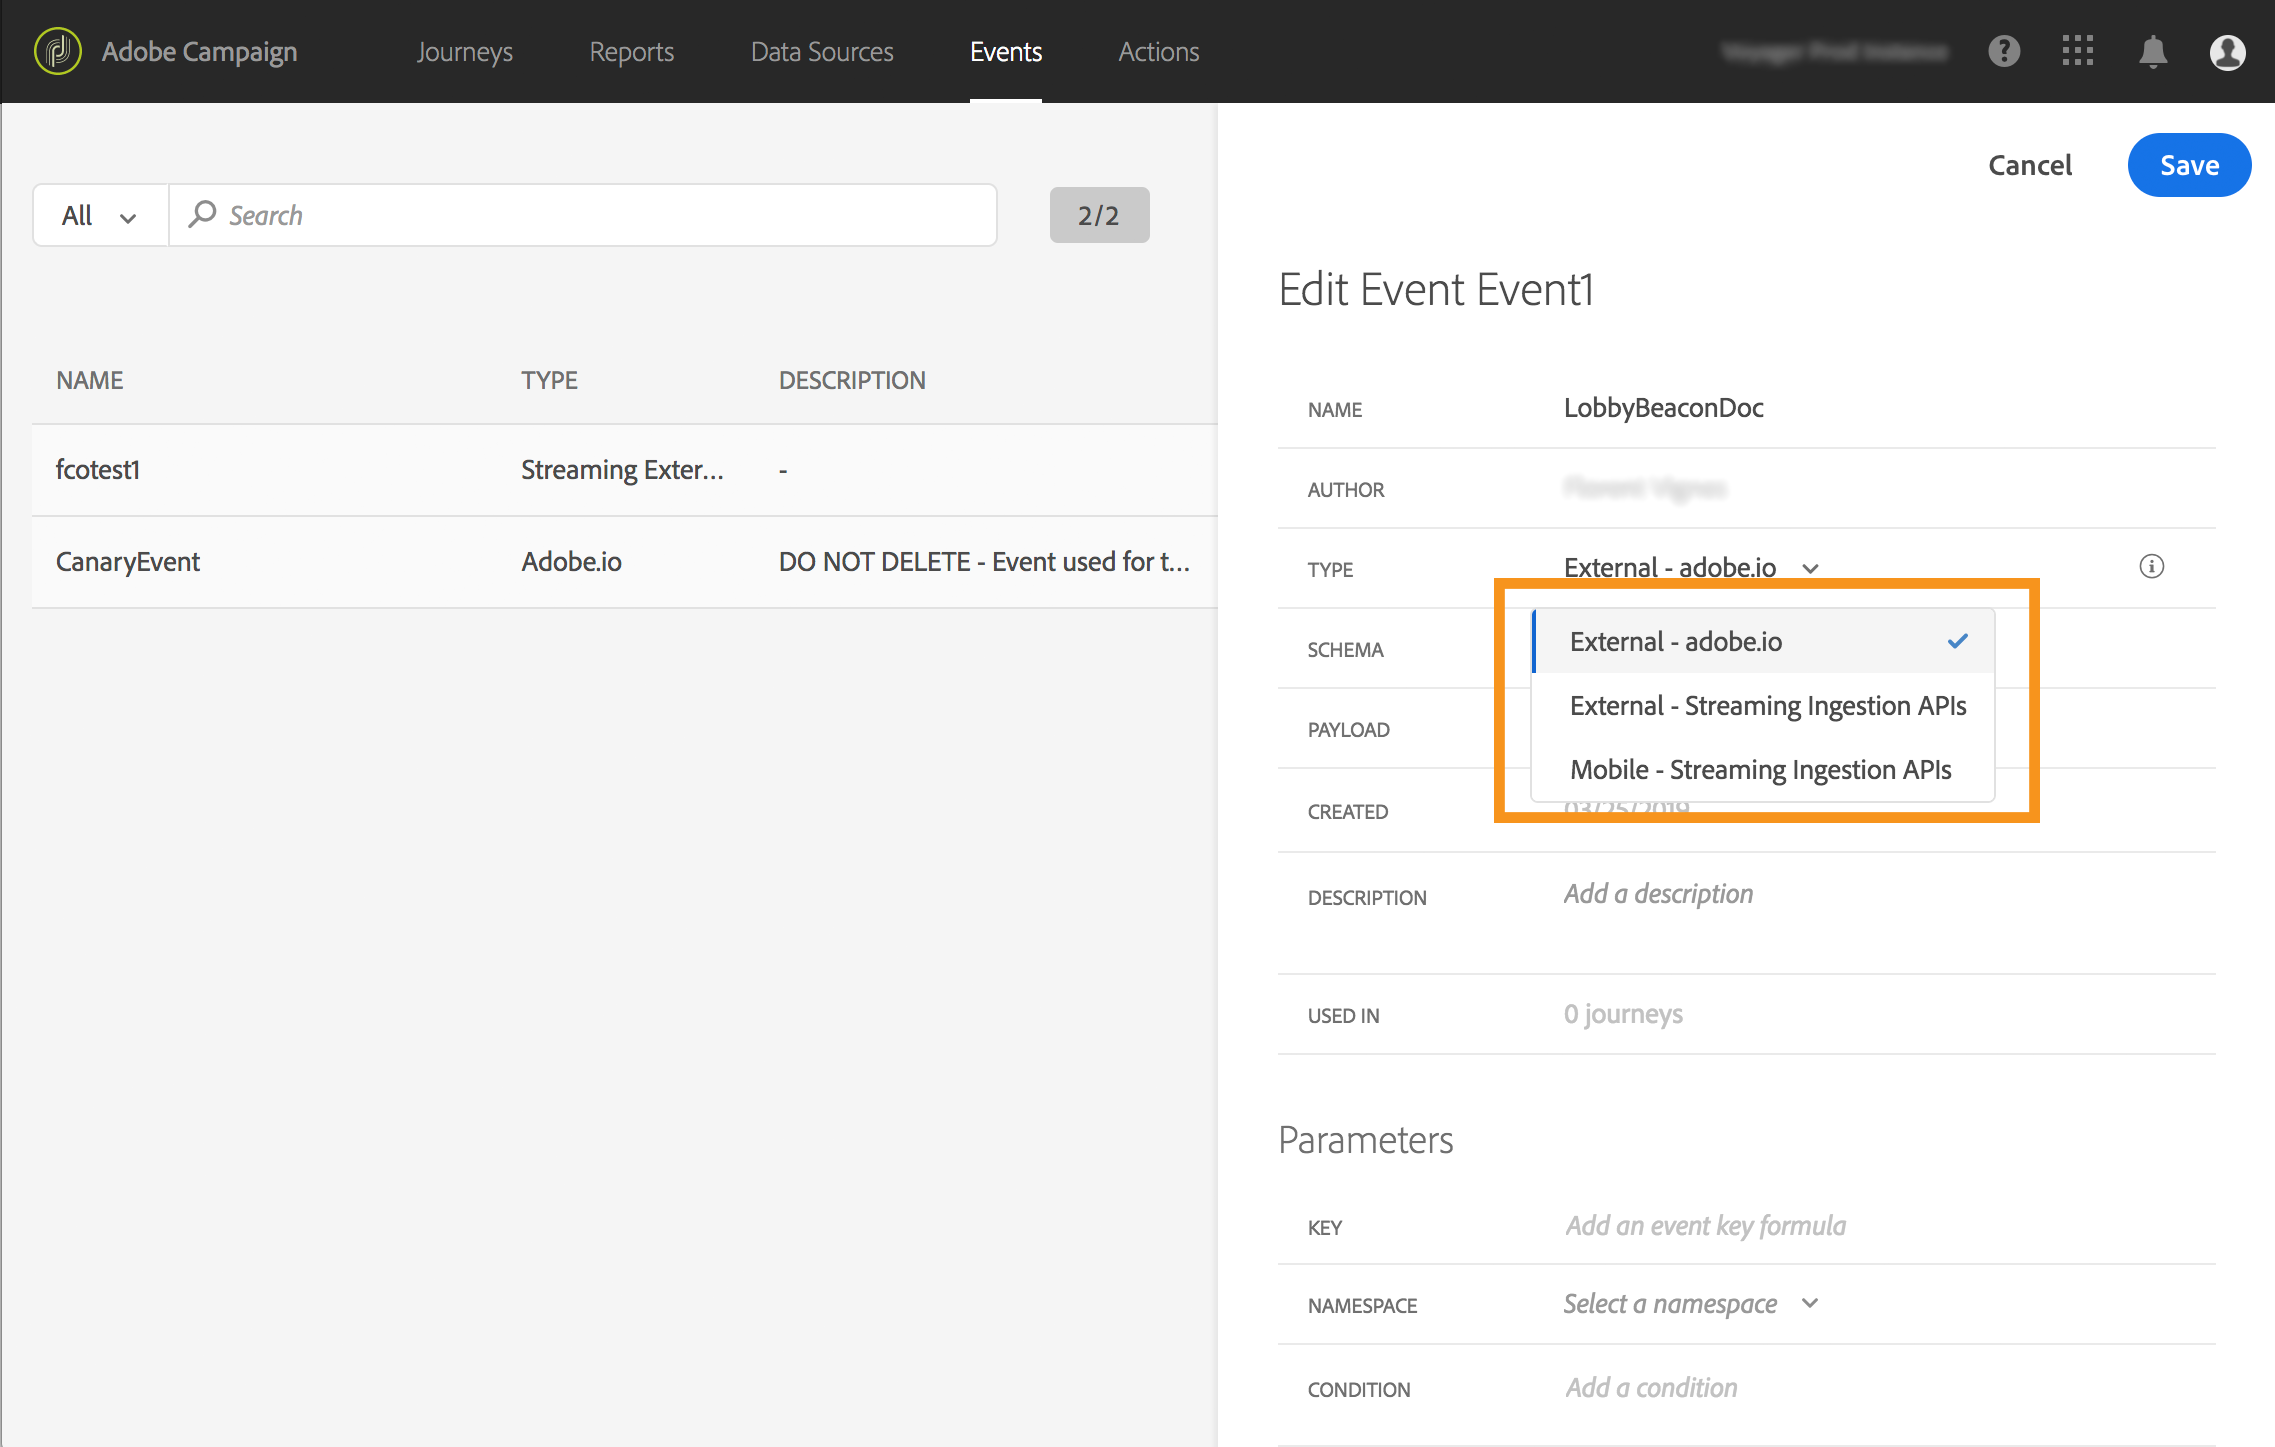 Adobe Campaign Journeys Reports Data Sources Events Actions
Cancel Save
All Search 2/2
Edit Event Event1
NAME TYPE DESCRIPTION
fcotest1 Streaming Exter... -
CanaryEvent Adobe.io DO NOT DELETE - Event used for t...
NAME LobbyBeaconDoc
AUTHOR
TYPE External - adobe.io
External - adobe.io
SCHEMA
External - Streaming Ingestion APIs
PAYLOAD
Mobile - Streaming Ingestion APIs
CREATED 03/25/2019
DESCRIPTION Add a description
USED IN 0 journeys
Parameters
KEY Add an event key formula
NAMESPACE Select a namespace
CONDITION Add a condition